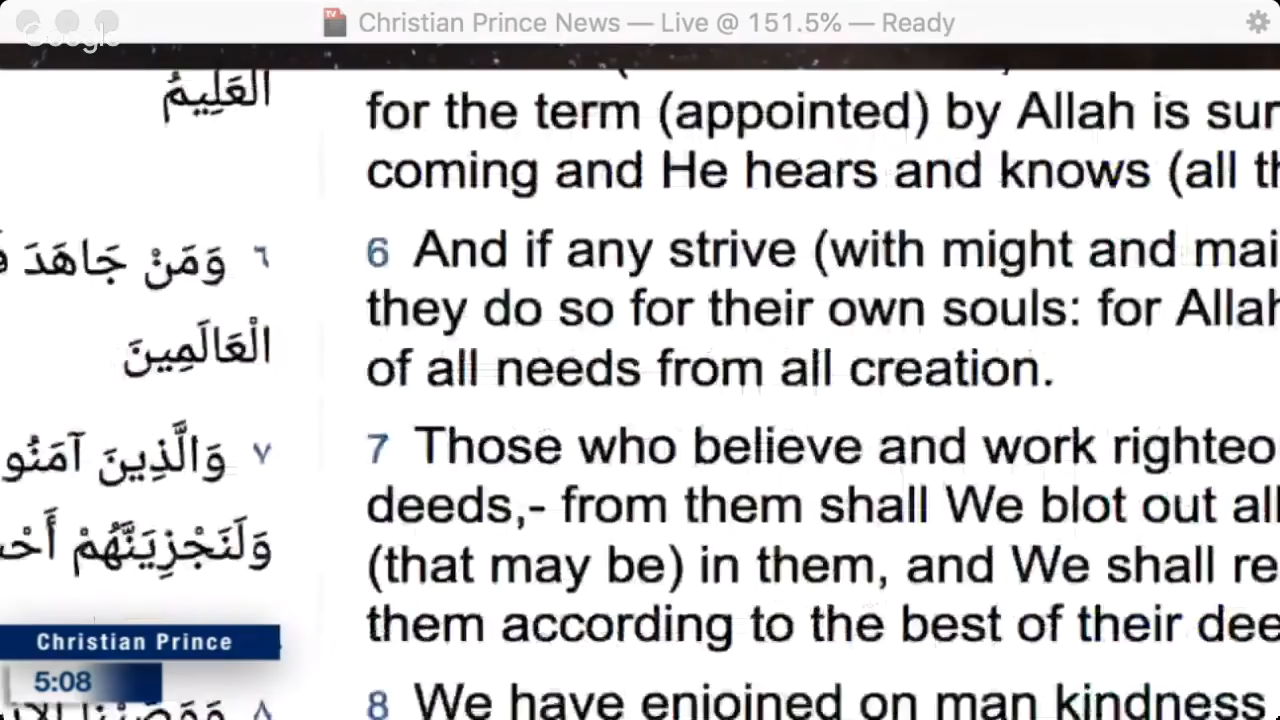 Christian Prince News — Live @ 151.5% — Ready
Google
الْعَلِيمُ
for the term (appointed) by Allah is
coming and He hears and knows (all
٦ وَمَنْ جَاهَدَ
6 And if any strive (with might and
they do so for their own souls: for Allah
الْعَالَمِينَ
of all needs from all creation.
٧ وَالَّذِينَ آمَنُو
7 Those who believe and work righteo
deeds,- from them shall We blot out all
وَلَنَجْزِيَنَّهُمْ
(that may be) in them, and We shall re
them according to the best of their dee
Christian Prince
5:08
٨
8 We have enjoined on man kindness